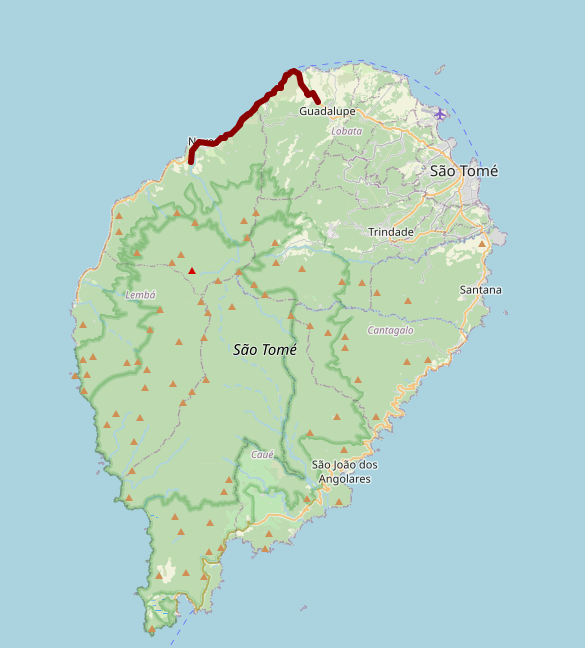 Guadalupe
Lobata
São Tomé
Trindade
Lembá
Santana
Cantagalo
São Tomé
Caué
São João dos
Angolares